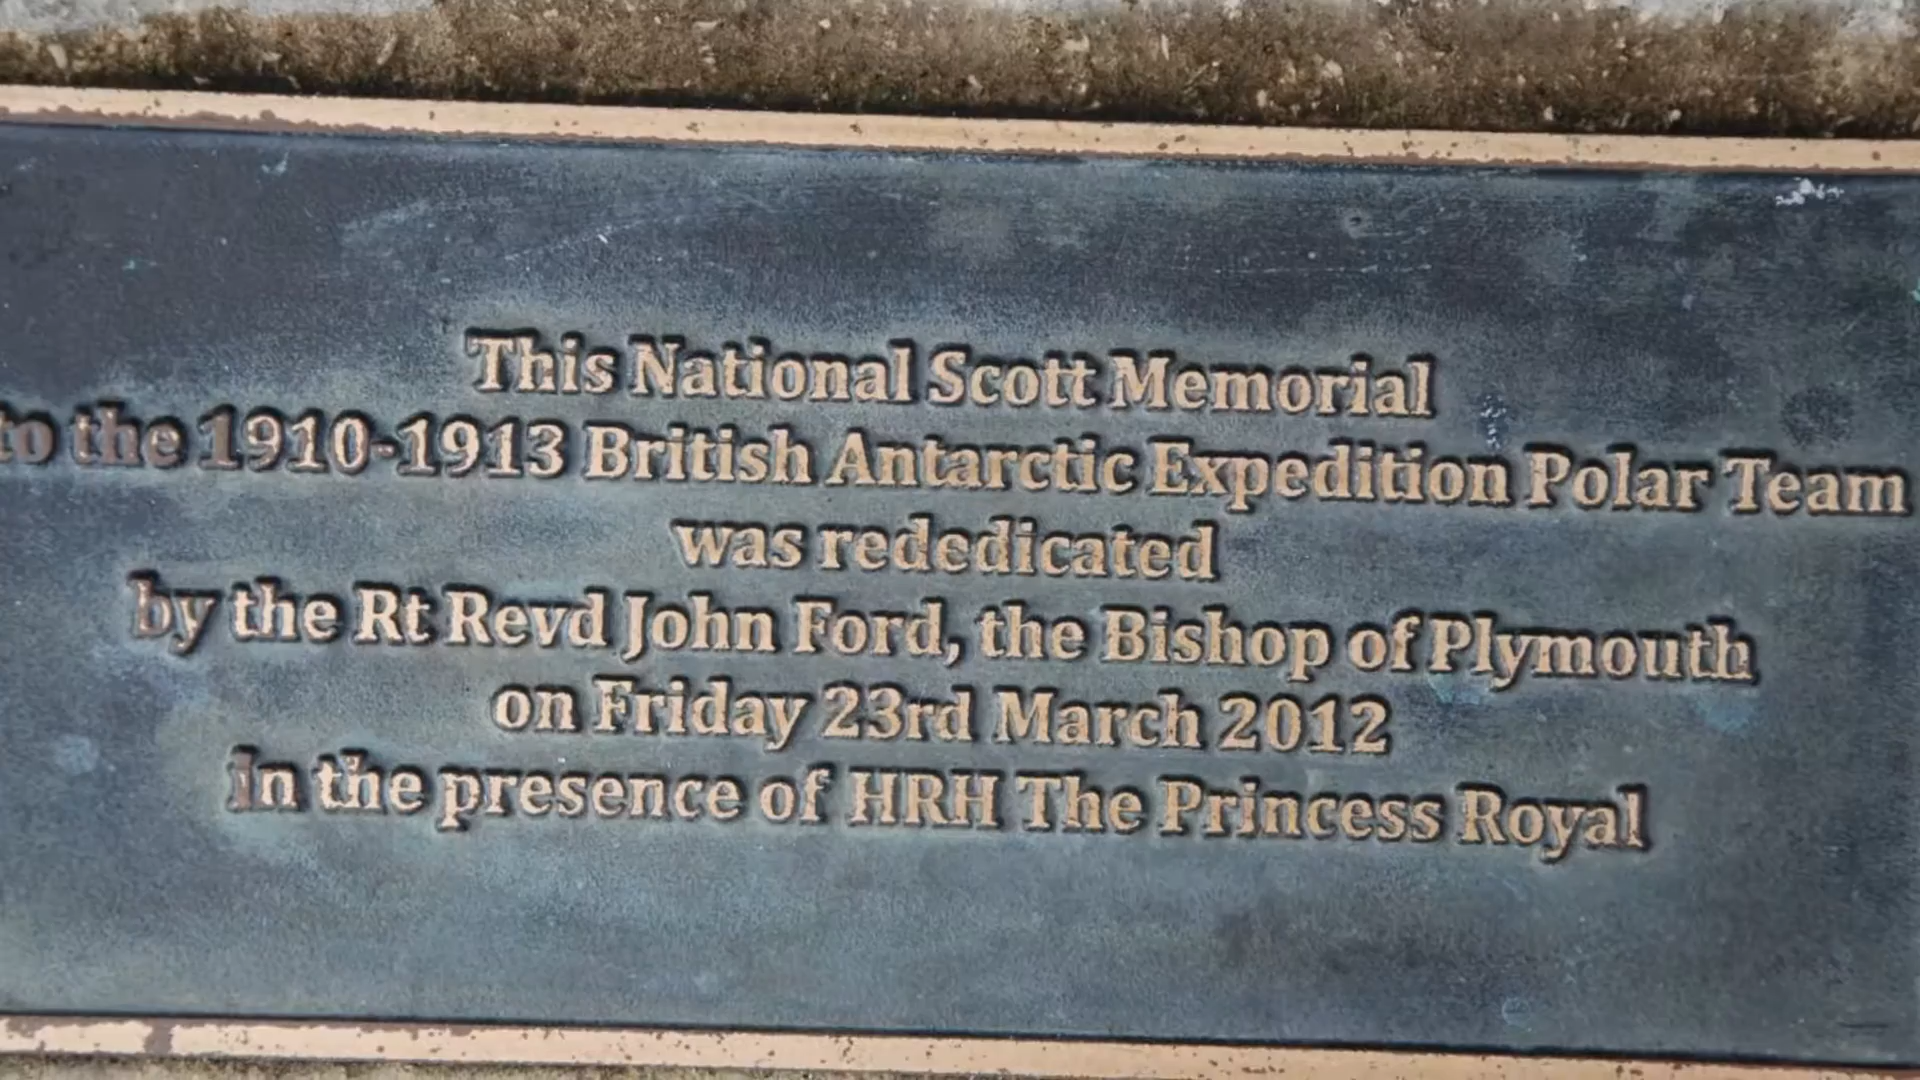 This National Scott Memorial
to the 1910-1913 British Antarctic Expedition Polar Team
was rededicated
by the Rt Revd John Ford, the Bishop of Plymouth
on Friday 23rd March 2012
in the presence of HRH The Princess Royal